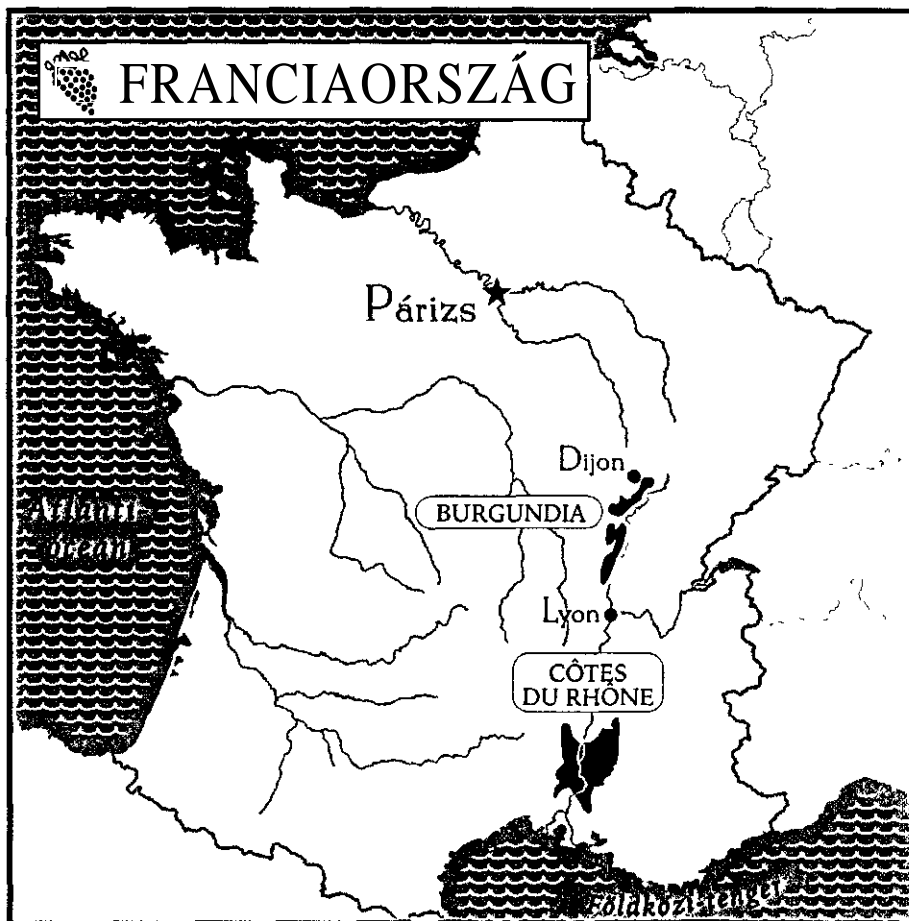 FRANCIAORSZÁG
Párizs
Dijon
BURGUNDIA
Atlanti-
óceán
Lyon
CÔTES
DU RHÔNE
Földközi-tenger